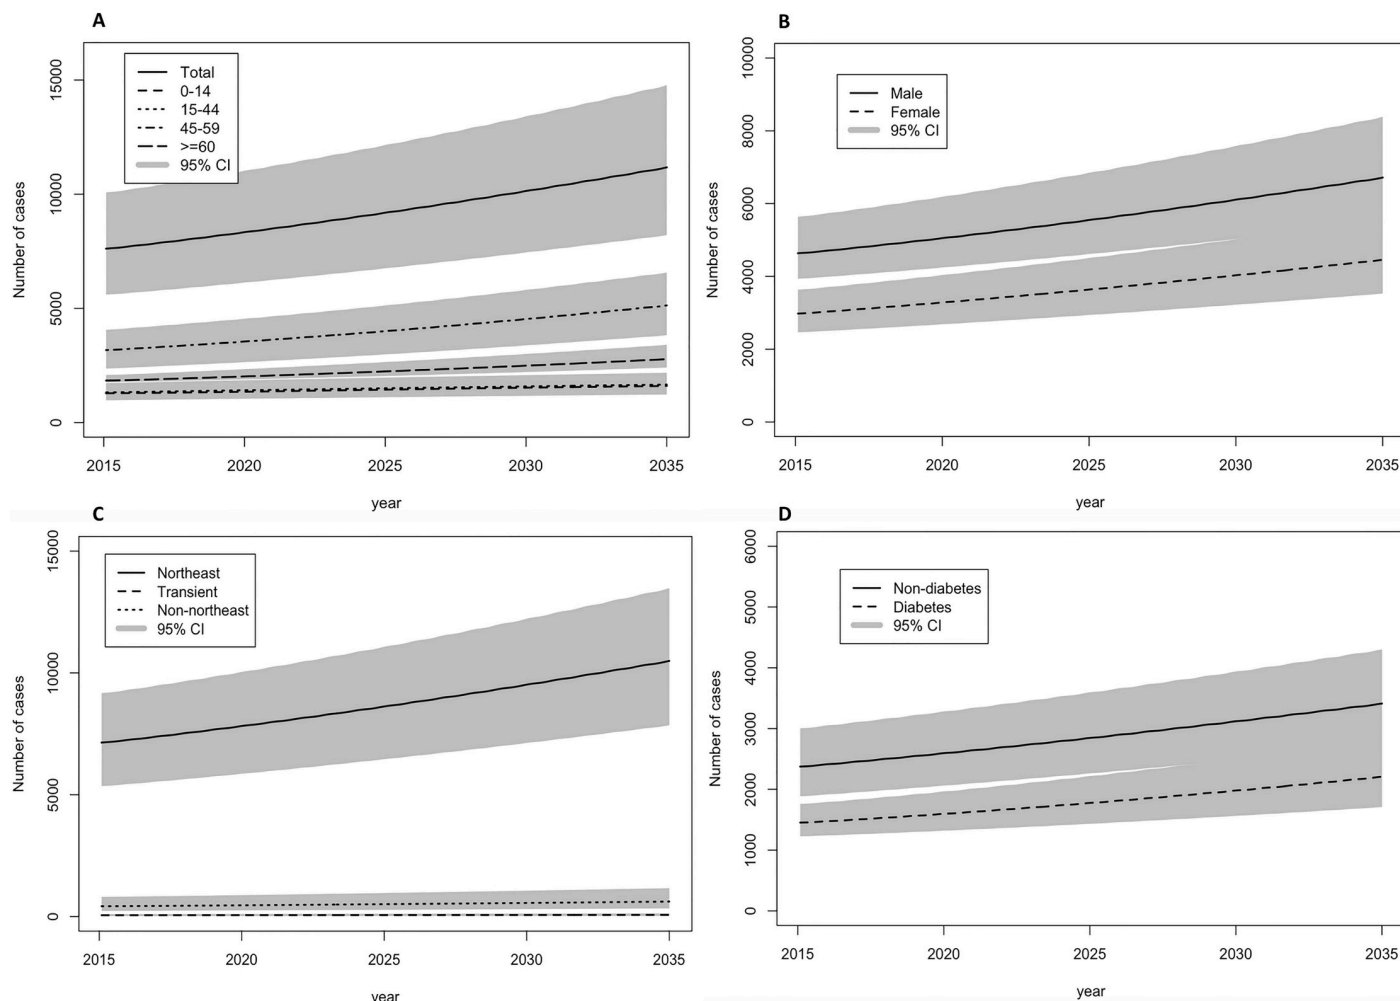 A
Number of cases
15000
10000
5000
0
Total
0-14
15-44
45-59
>=60
95% CI
2015 2020 2025 2030 2035
year
B
Number of cases
10000
8000
6000
4000
2000
0
Male
Female
95% CI
2015 2020 2025 2030 2035
year
C
Number of cases
15000
10000
5000
0
Northeast
Transient
Non-northeast
95% CI
2015 2020 2025 2030 2035
year
D
Number of cases
6000
5000
4000
3000
2000
1000
0
Non-diabetes
Diabetes
95% CI
2015 2020 2025 2030 2035
year